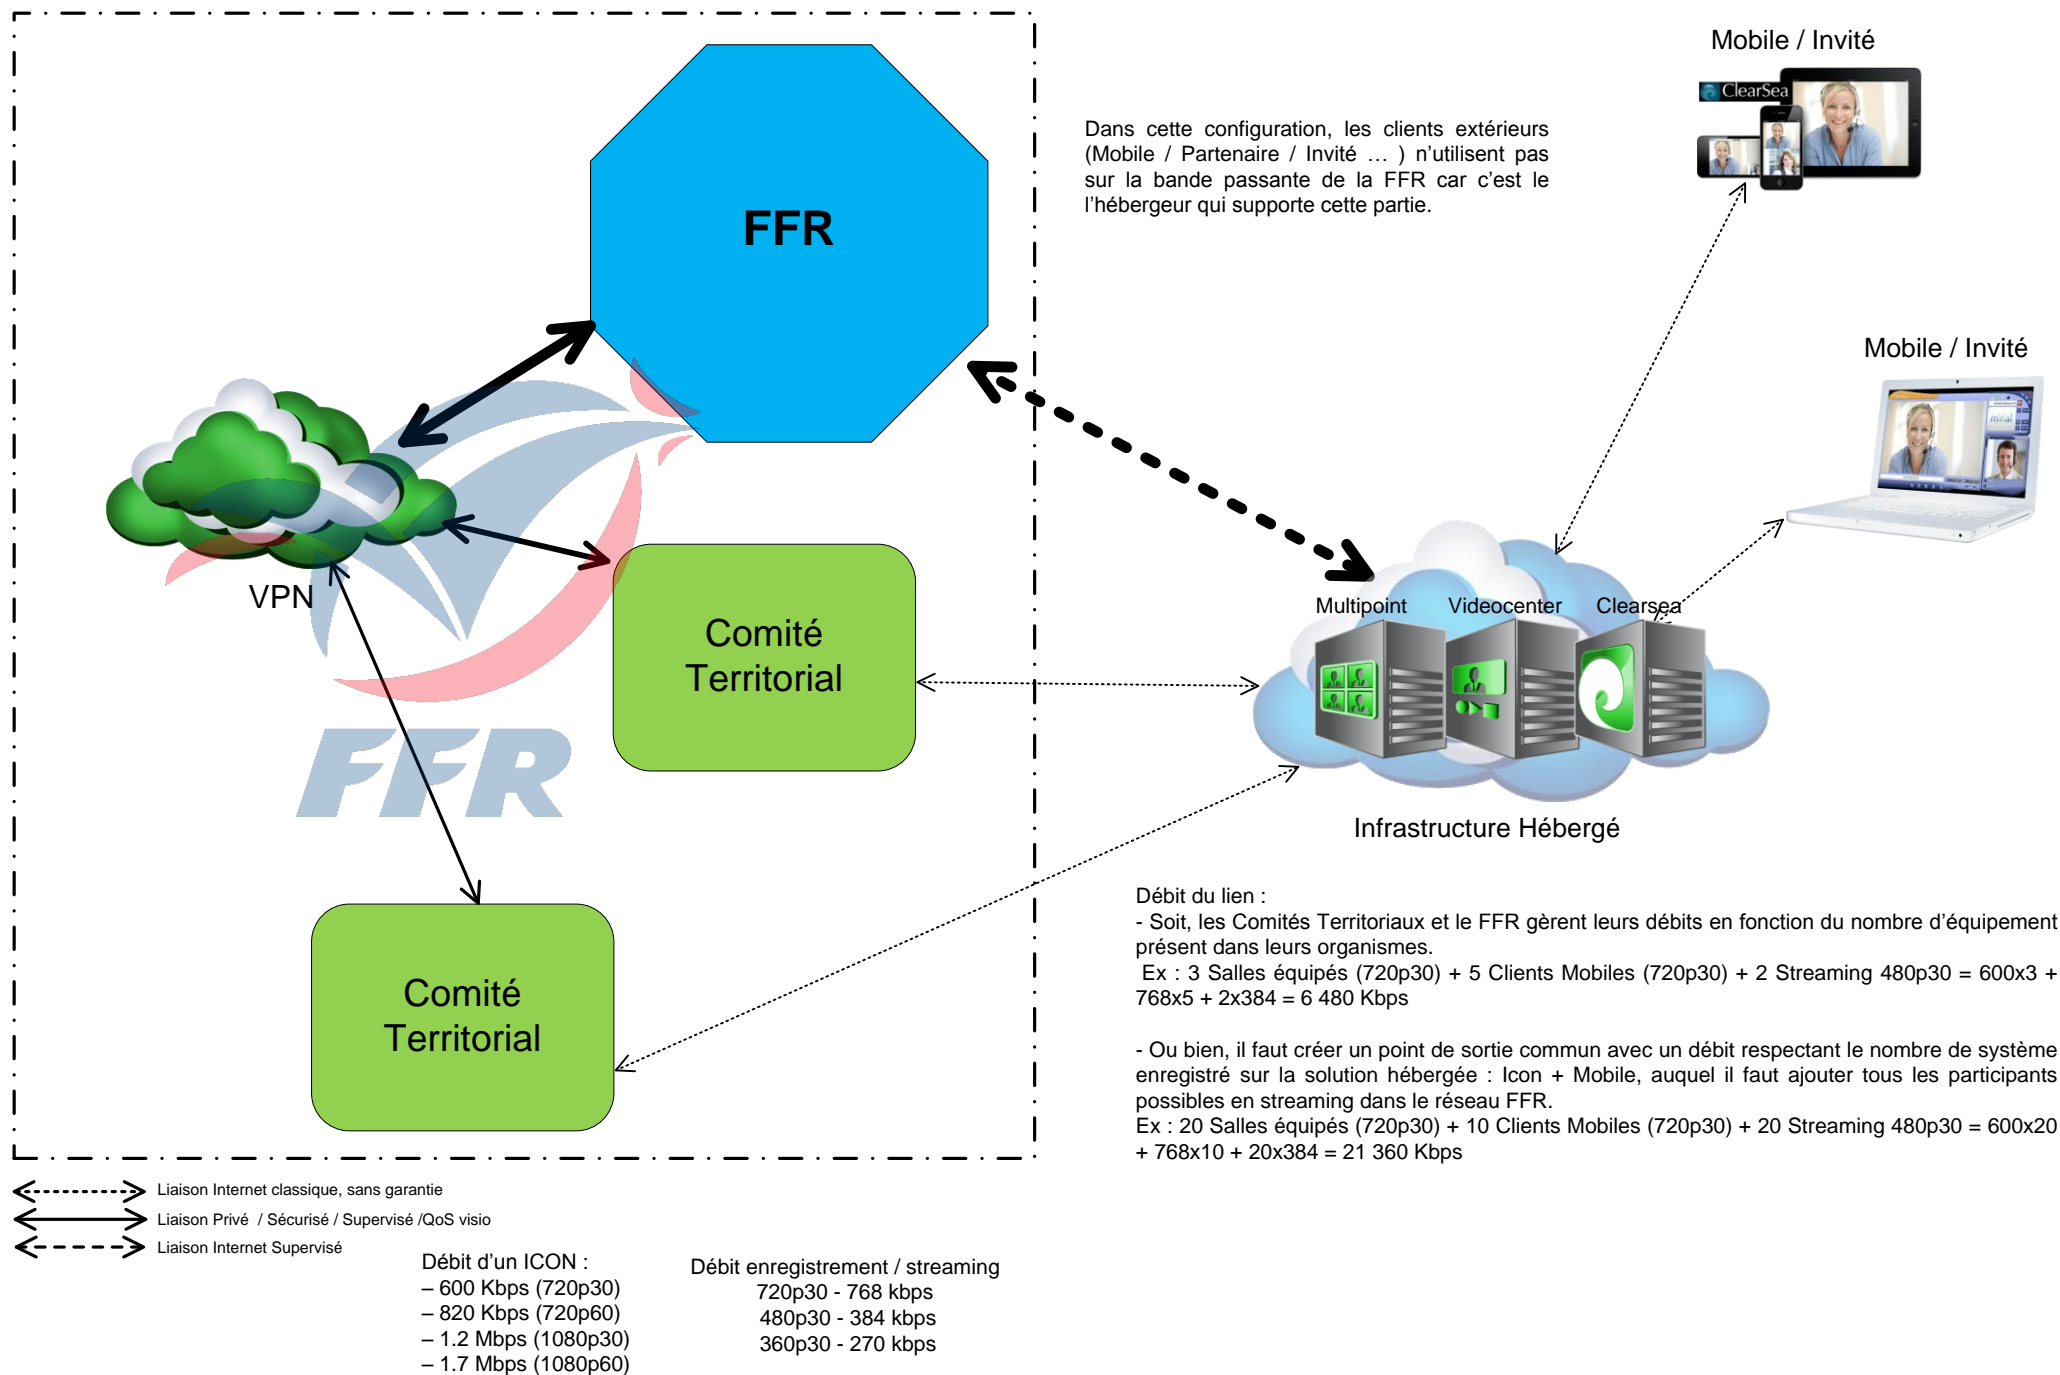 Mobile / Invité
ClearSea
Dans cette configuration, les clients extérieurs
(Mobile / Partenaire / Invité … ) n’utilisent pas
sur la bande passante de la FFR car c’est le
l’hébergeur qui supporte cette partie.
FFR
Mobile / Invité
mirial
VPN
Comité
Territorial
Multipoint Videocenter Clearsea
FFR
Infrastructure Hébergé
Comité
Territorial
Débit du lien :
- Soit, les Comités Territoriaux et le FFR gèrent leurs débits en fonction du nombre d’équipement
présent dans leurs organismes.
Ex : 3 Salles équipés (720p30) + 5 Clients Mobiles (720p30) + 2 Streaming 480p30 = 600x3 +
768x5 + 2x384 = 6 480 Kbps
- Ou bien, il faut créer un point de sortie commun avec un débit respectant le nombre de système
enregistré sur la solution hébergée : Icon + Mobile, auquel il faut ajouter tous les participants
possibles en streaming dans le réseau FFR.
Ex : 20 Salles équipés (720p30) + 10 Clients Mobiles (720p30) + 20 Streaming 480p30 = 600x20
+ 768x10 + 20x384 = 21 360 Kbps
Liaison Internet classique, sans garantie
Liaison Privé / Sécurisé / Supervisé /QoS visio
Liaison Internet Supervisé
Débit d’un ICON :
– 600 Kbps (720p30)
– 820 Kbps (720p60)
– 1.2 Mbps (1080p30)
– 1.7 Mbps (1080p60)
Débit enregistrement / streaming
720p30 - 768 kbps
480p30 - 384 kbps
360p30 - 270 kbps